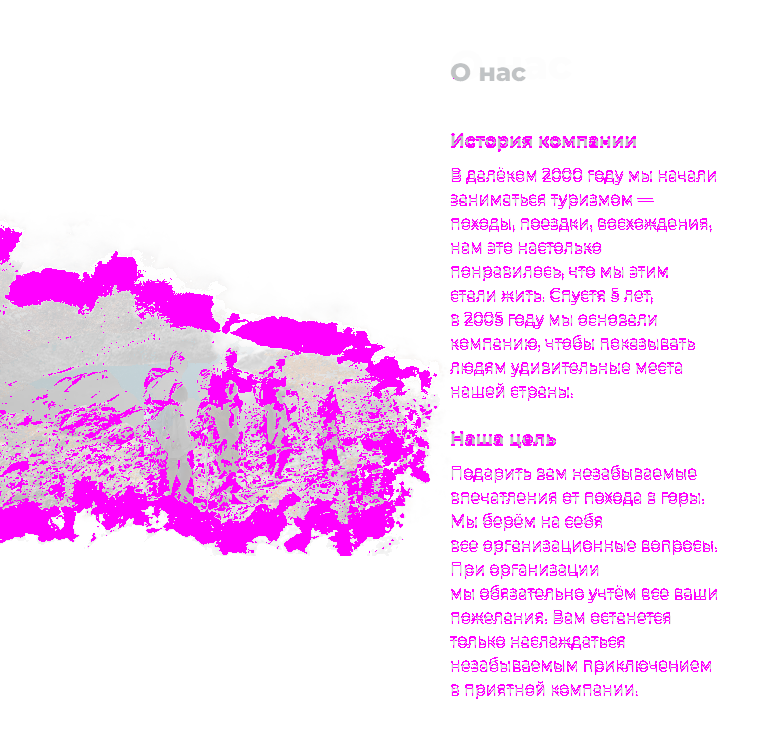 О нас
История компании
В далёком 2000 году мы начали
заниматься туризмом —
походы, поездки, восхождения,
нам это настолько
понравилось, что мы этим
стали жить. Спустя 5 лет,
в 2005 году мы основали
компанию, чтобы показывать
людям удивительные места
нашей страны.
Наша цель
Подарить вам незабываемые
впечатления от похода в горы.
Мы берём на себя
все организационные вопросы.
При организации
мы обязательно учтём все ваши
пожелания. Вам останется
только наслаждаться
незабываемым приключением
в приятной компании.